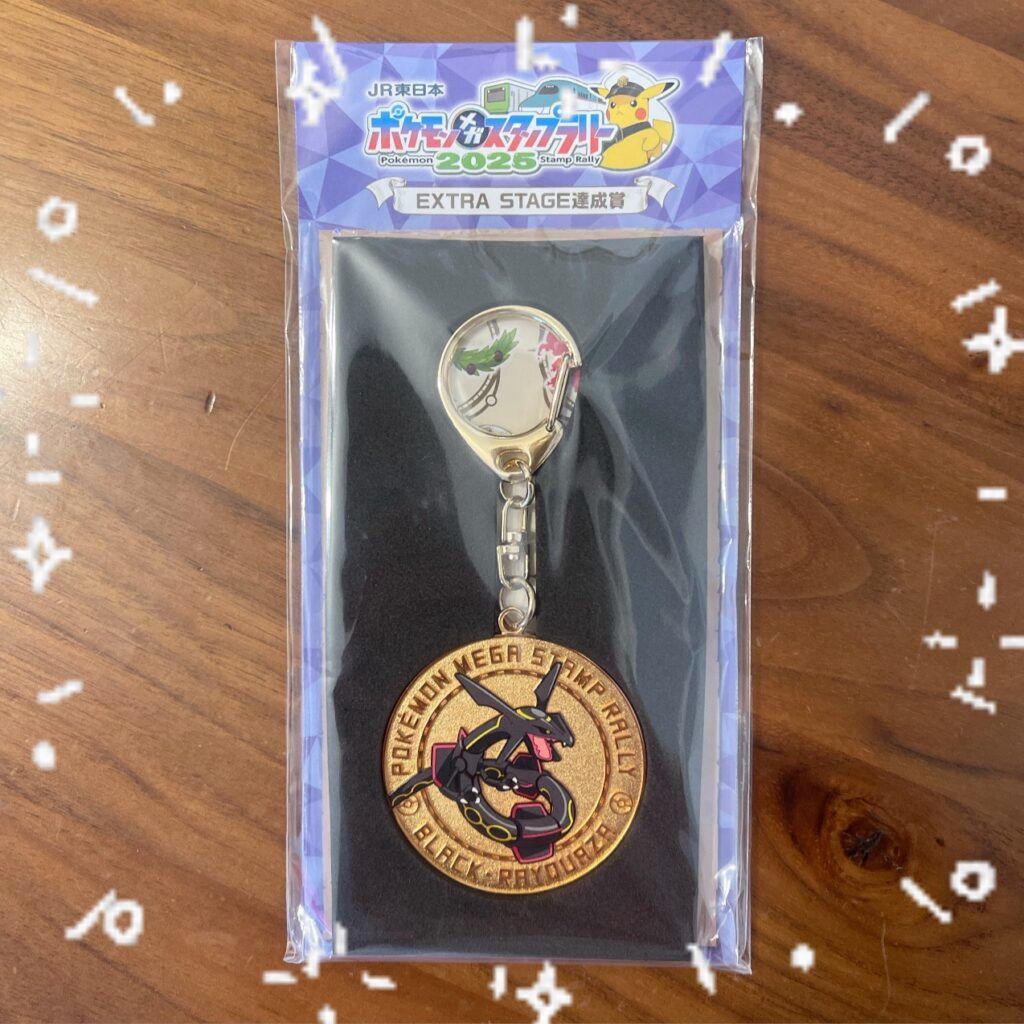 JR東日本
ポケモンメガスタンプラリー
Pokémon 2025 Stamp Rally
EXTRA STAGE達成賞
POKÉMON MEGA STAMP RALLY
BLACK・RAYQUAZA